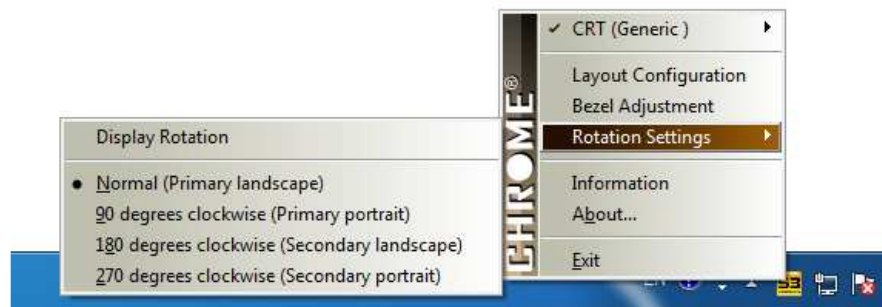 CRT (Generic )
Layout Configuration
Bezel Adjustment
Rotation Settings
Information
About...
Exit
CHROME®
Display Rotation
Normal (Primary landscape)
90 degrees clockwise (Primary portrait)
180 degrees clockwise (Secondary landscape)
270 degrees clockwise (Secondary portrait)
S3